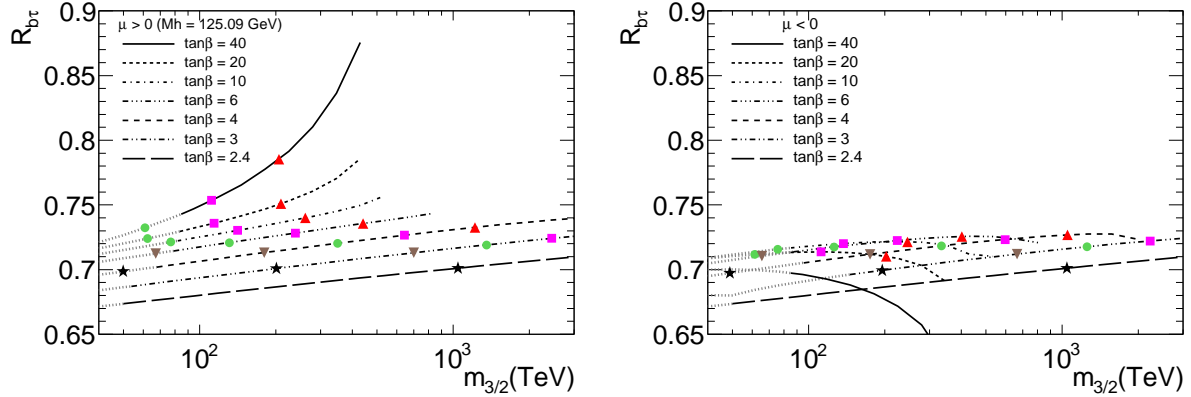 R_{bτ}
0.9
0.85
0.8
0.75
0.7
0.65
μ > 0 (Mh = 125.09 GeV)
tanβ = 40
tanβ = 20
tanβ = 10
tanβ = 6
tanβ = 4
tanβ = 3
tanβ = 2.4
10^2
10^3
m_{3/2}(TeV)
R_{bτ}
0.9
0.85
0.8
0.75
0.7
0.65
μ < 0
tanβ = 40
tanβ = 20
tanβ = 10
tanβ = 6
tanβ = 4
tanβ = 3
tanβ = 2.4
10^2
10^3
m_{3/2}(TeV)